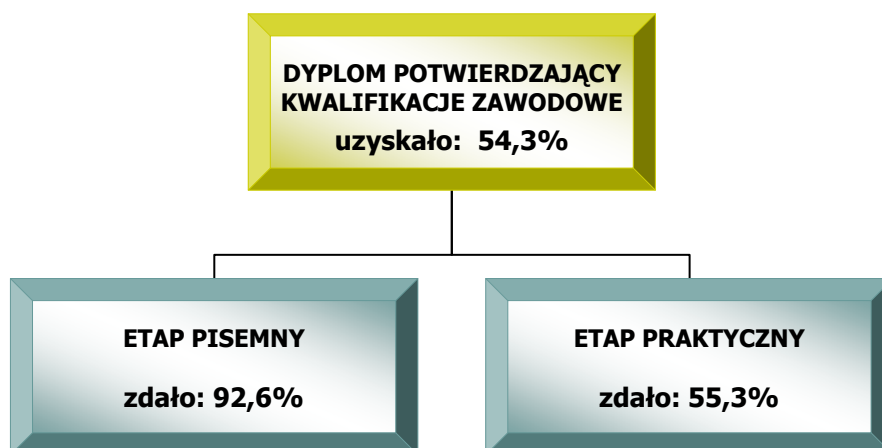 DYPLOM POTWIERDZAJĄCY
KWALIFIKACJE ZAWODOWE
uzyskało: 54,3%
ETAP PISEMNY
zdało: 92,6%
ETAP PRAKTYCZNY
zdało: 55,3%